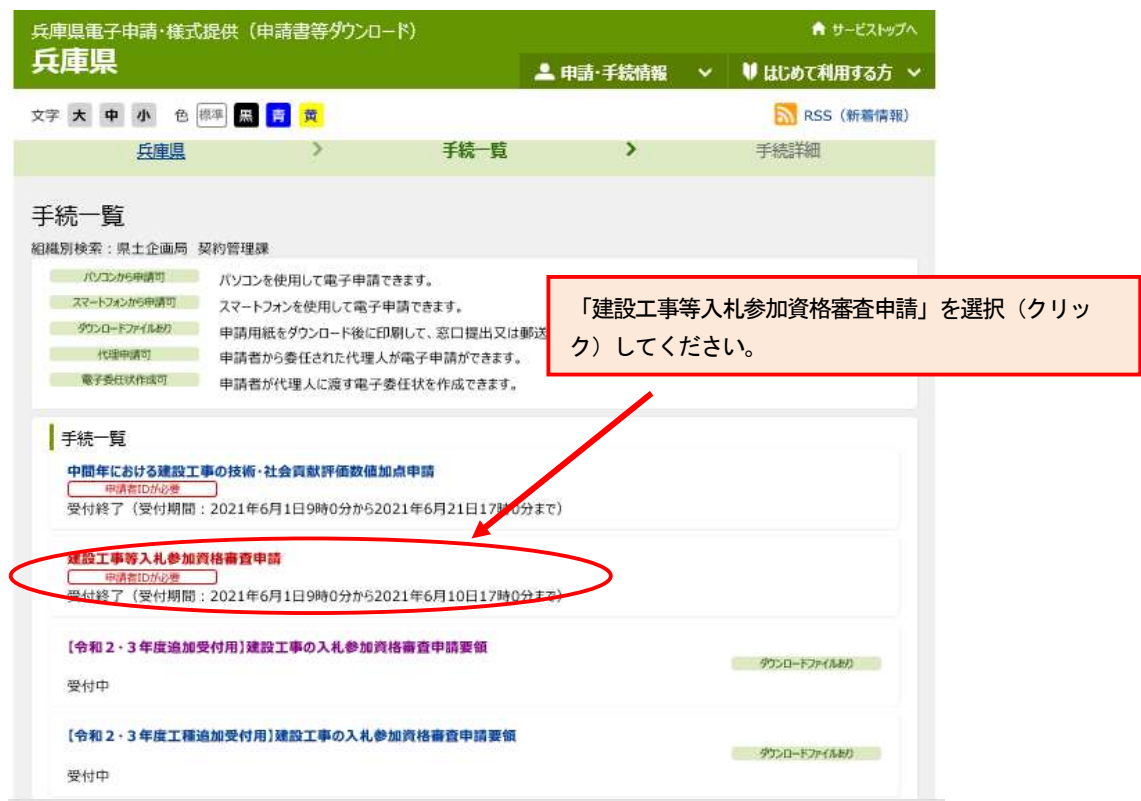 兵庫県電子申請・様式提供（申請書等ダウンロード）
サービストップへ
兵庫県
申請・手続情報
はじめて利用する方
文字 大 中 小 色 標準 黒 青 黄
RSS（新着情報）
兵庫県 > 手続一覧 > 手続詳細
手続一覧
組織別検索：県土企画局 契約管理課
パソコンから申請可 パソコンを使用して電子申請できます。
スマートフォンから申請可 スマートフォンを使用して電子申請できます。
ダウンロードファイルあり 申請用紙をダウンロード後に印刷して、窓口提出又は郵送
代理申請可 申請者から委任された代理人が電子申請ができます。
電子委任状作成可 申請者が代理人に渡す電子委任状を作成できます。
「建設工事等入札参加資格審査申請」を選択（クリッ
ク）してください。
手続一覧
中間年における建設工事の技術・社会貢献評価数値加点申請
申請者IDが必要
受付終了（受付期間：2021年6月1日9時0分から2021年6月21日17時0分まで）
建設工事等入札参加資格審査申請
申請者IDが必要
受付終了（受付期間：2021年6月1日9時0分から2021年6月10日17時0分まで）
【令和２・３年度追加受付用】建設工事の入札参加資格審査申請要領
ダウンロードファイルあり
受付中
【令和２・３年度工種追加受付用】建設工事の入札参加資格審査申請要領
ダウンロードファイルあり
受付中